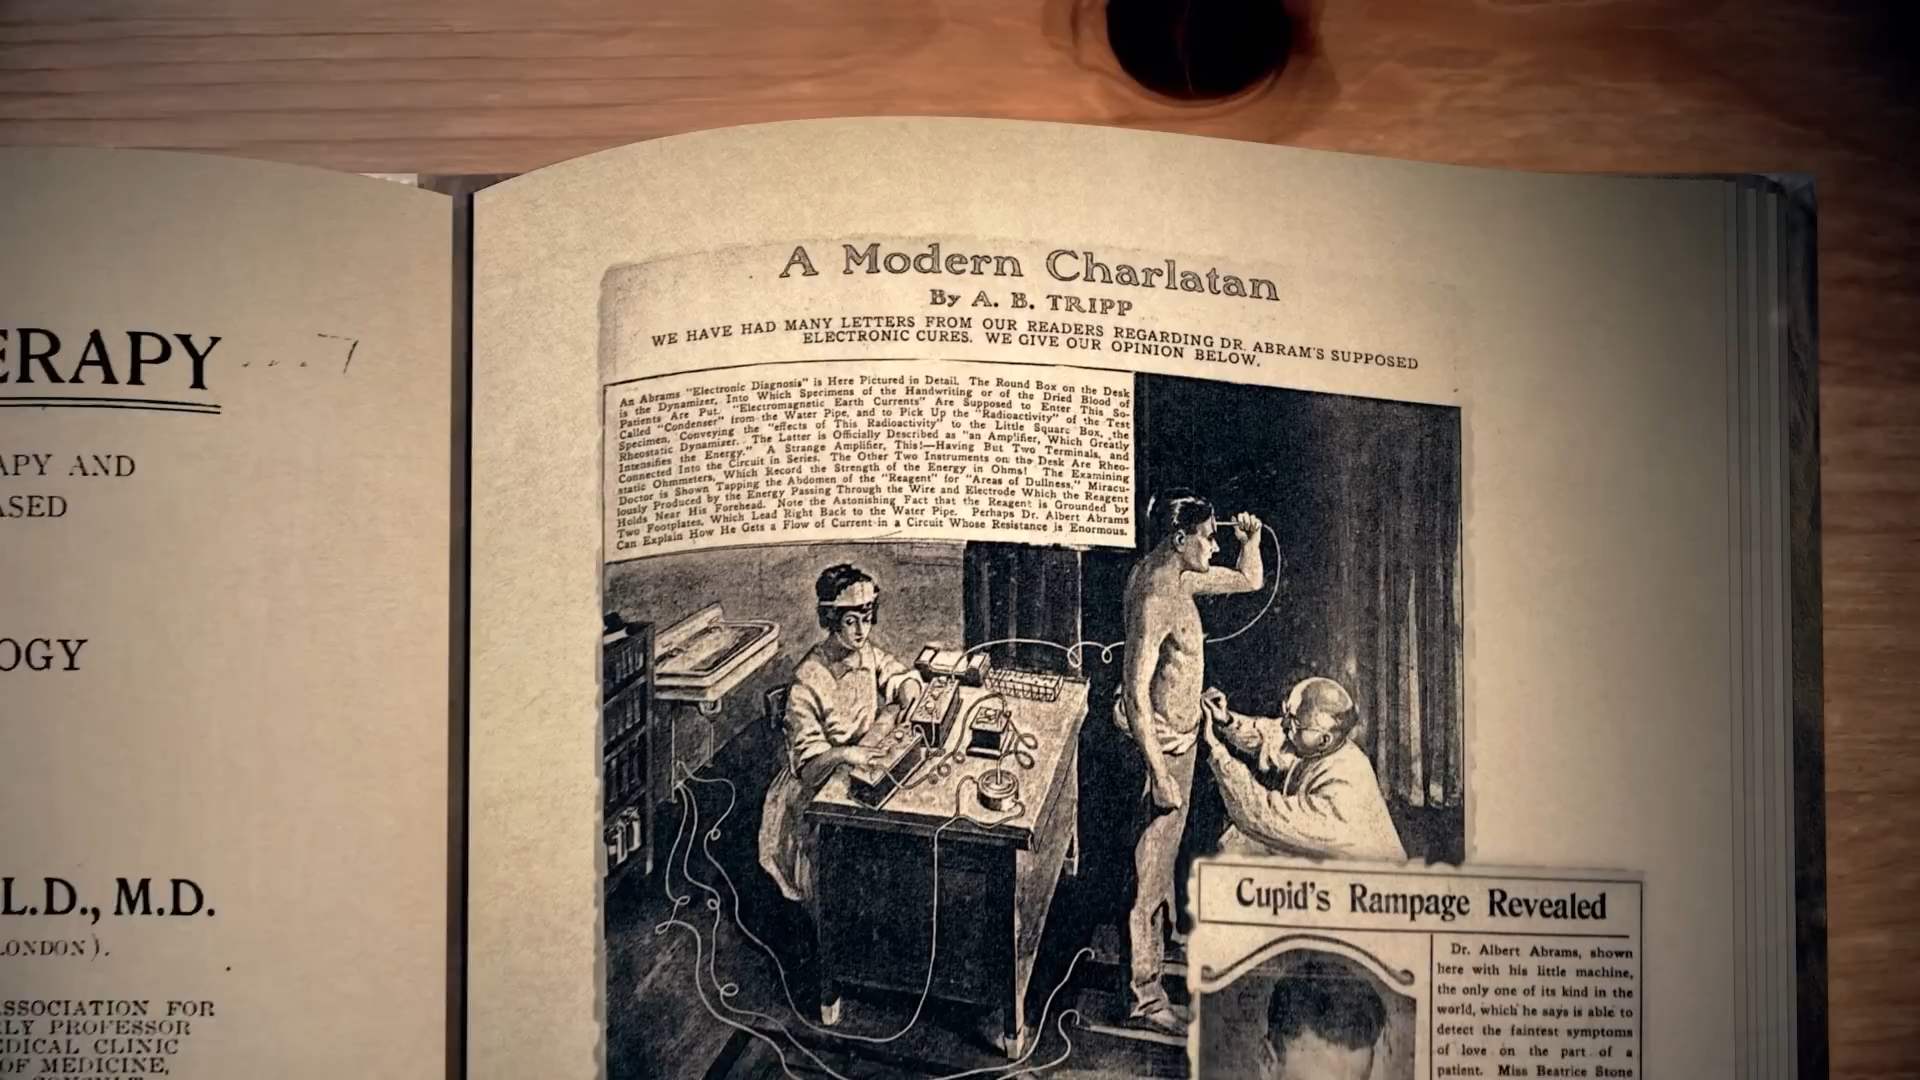 ERAPY
APY AND
ASED
OGY
L.D., M.D.
LONDON).
SSOCIATION FOR
RLY PROFESSOR
EDICAL CLINIC
OF MEDICINE,
A Modern Charlatan
By A. B. TRIPP
WE HAVE HAD MANY LETTERS FROM OUR READERS REGARDING DR. ABRAM'S SUPPOSED
ELECTRONIC CURES. WE GIVE OUR OPINION BELOW.
An Abrams "Electronic Diagnosis" is Here Pictured in Detail. The Round Box on the Desk
is the Dynamizer, Into Which Specimens of the Handwriting or of the Dried Blood of
Patients Are Put. "Electromagnetic Earth Currents" Are Supposed to Enter This So-
Called "Condenser" from the Water Pipe, and to Pick Up the "Radioactivity" of the Test
Specimen, Conveying the "effects of This Radioactivity" to the Little Square Box, the
Rheostatic Dynamizer. The Latter is Officially Described as "an Amplifier, Which Greatly
Intensifies the Energy." A Strange Amplifier, This!—Having But Two Terminals, and
Connected Into the Circuit in Series. The Other Two Instruments on the Desk Are Rheo-
static Ohmmeters, Which Record the Strength of the Energy in Ohms! The Examining
Doctor is Shown Tapping the Abdomen of the "Reagent" for "Areas of Dullness," Miracu-
lously Produced by the Energy Passing Through the Wire and Electrode Which the Reagent
Holds Near His Forehead. Note the Astonishing Fact that the Reagent is Grounded by
Two Footplates, Which Lead Right Back to the Water Pipe. Perhaps Dr. Albert Abrams
Can Explain How He Gets a Flow of Current in a Circuit Whose Resistance is Enormous.
Cupid's Rampage Revealed
Dr. Albert Abrams, shown
here with his little machine,
the only one of its kind in the
world, which he says is able to
detect the faintest symptoms
of love on the part of a
patient. Miss Beatrice Stone